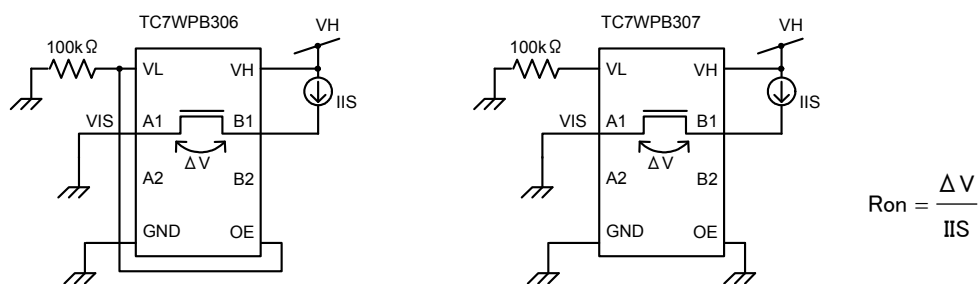 TC7WPB306
VH
100kΩ
VL
VH
IIS
VIS
A1
B1
ΔV
A2
B2
GND
OE
TC7WPB307
VH
100kΩ
VL
VH
IIS
VIS
A1
B1
ΔV
A2
B2
GND
OE
Ron = ΔV / IIS